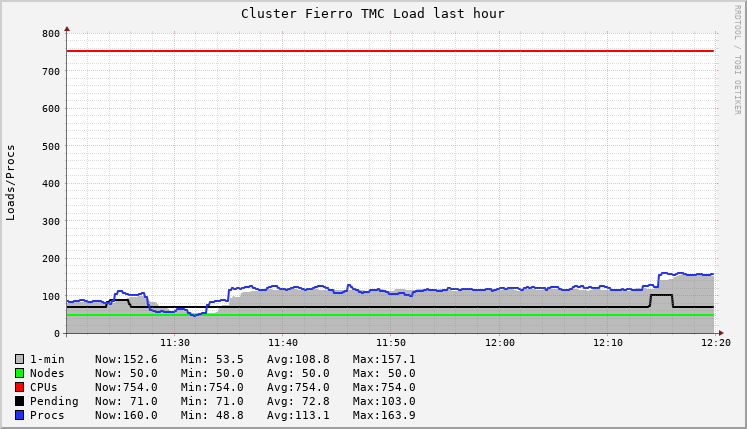 Cluster Fierro TMC Load last hour
RRDTOOL / TOBI OETIKER
Loads/Procs
800
700
600
500
400
300
200
100
0
11:30 11:40 11:50 12:00 12:10 12:20
1-min Now:152.6 Min: 53.5 Avg:108.8 Max:157.1
Nodes Now: 50.0 Min: 50.0 Avg: 50.0 Max: 50.0
CPUs Now:754.0 Min:754.0 Avg:754.0 Max:754.0
Pending Now: 71.0 Min: 71.0 Avg: 72.8 Max:103.0
Procs Now:160.0 Min: 48.8 Avg:113.1 Max:163.9